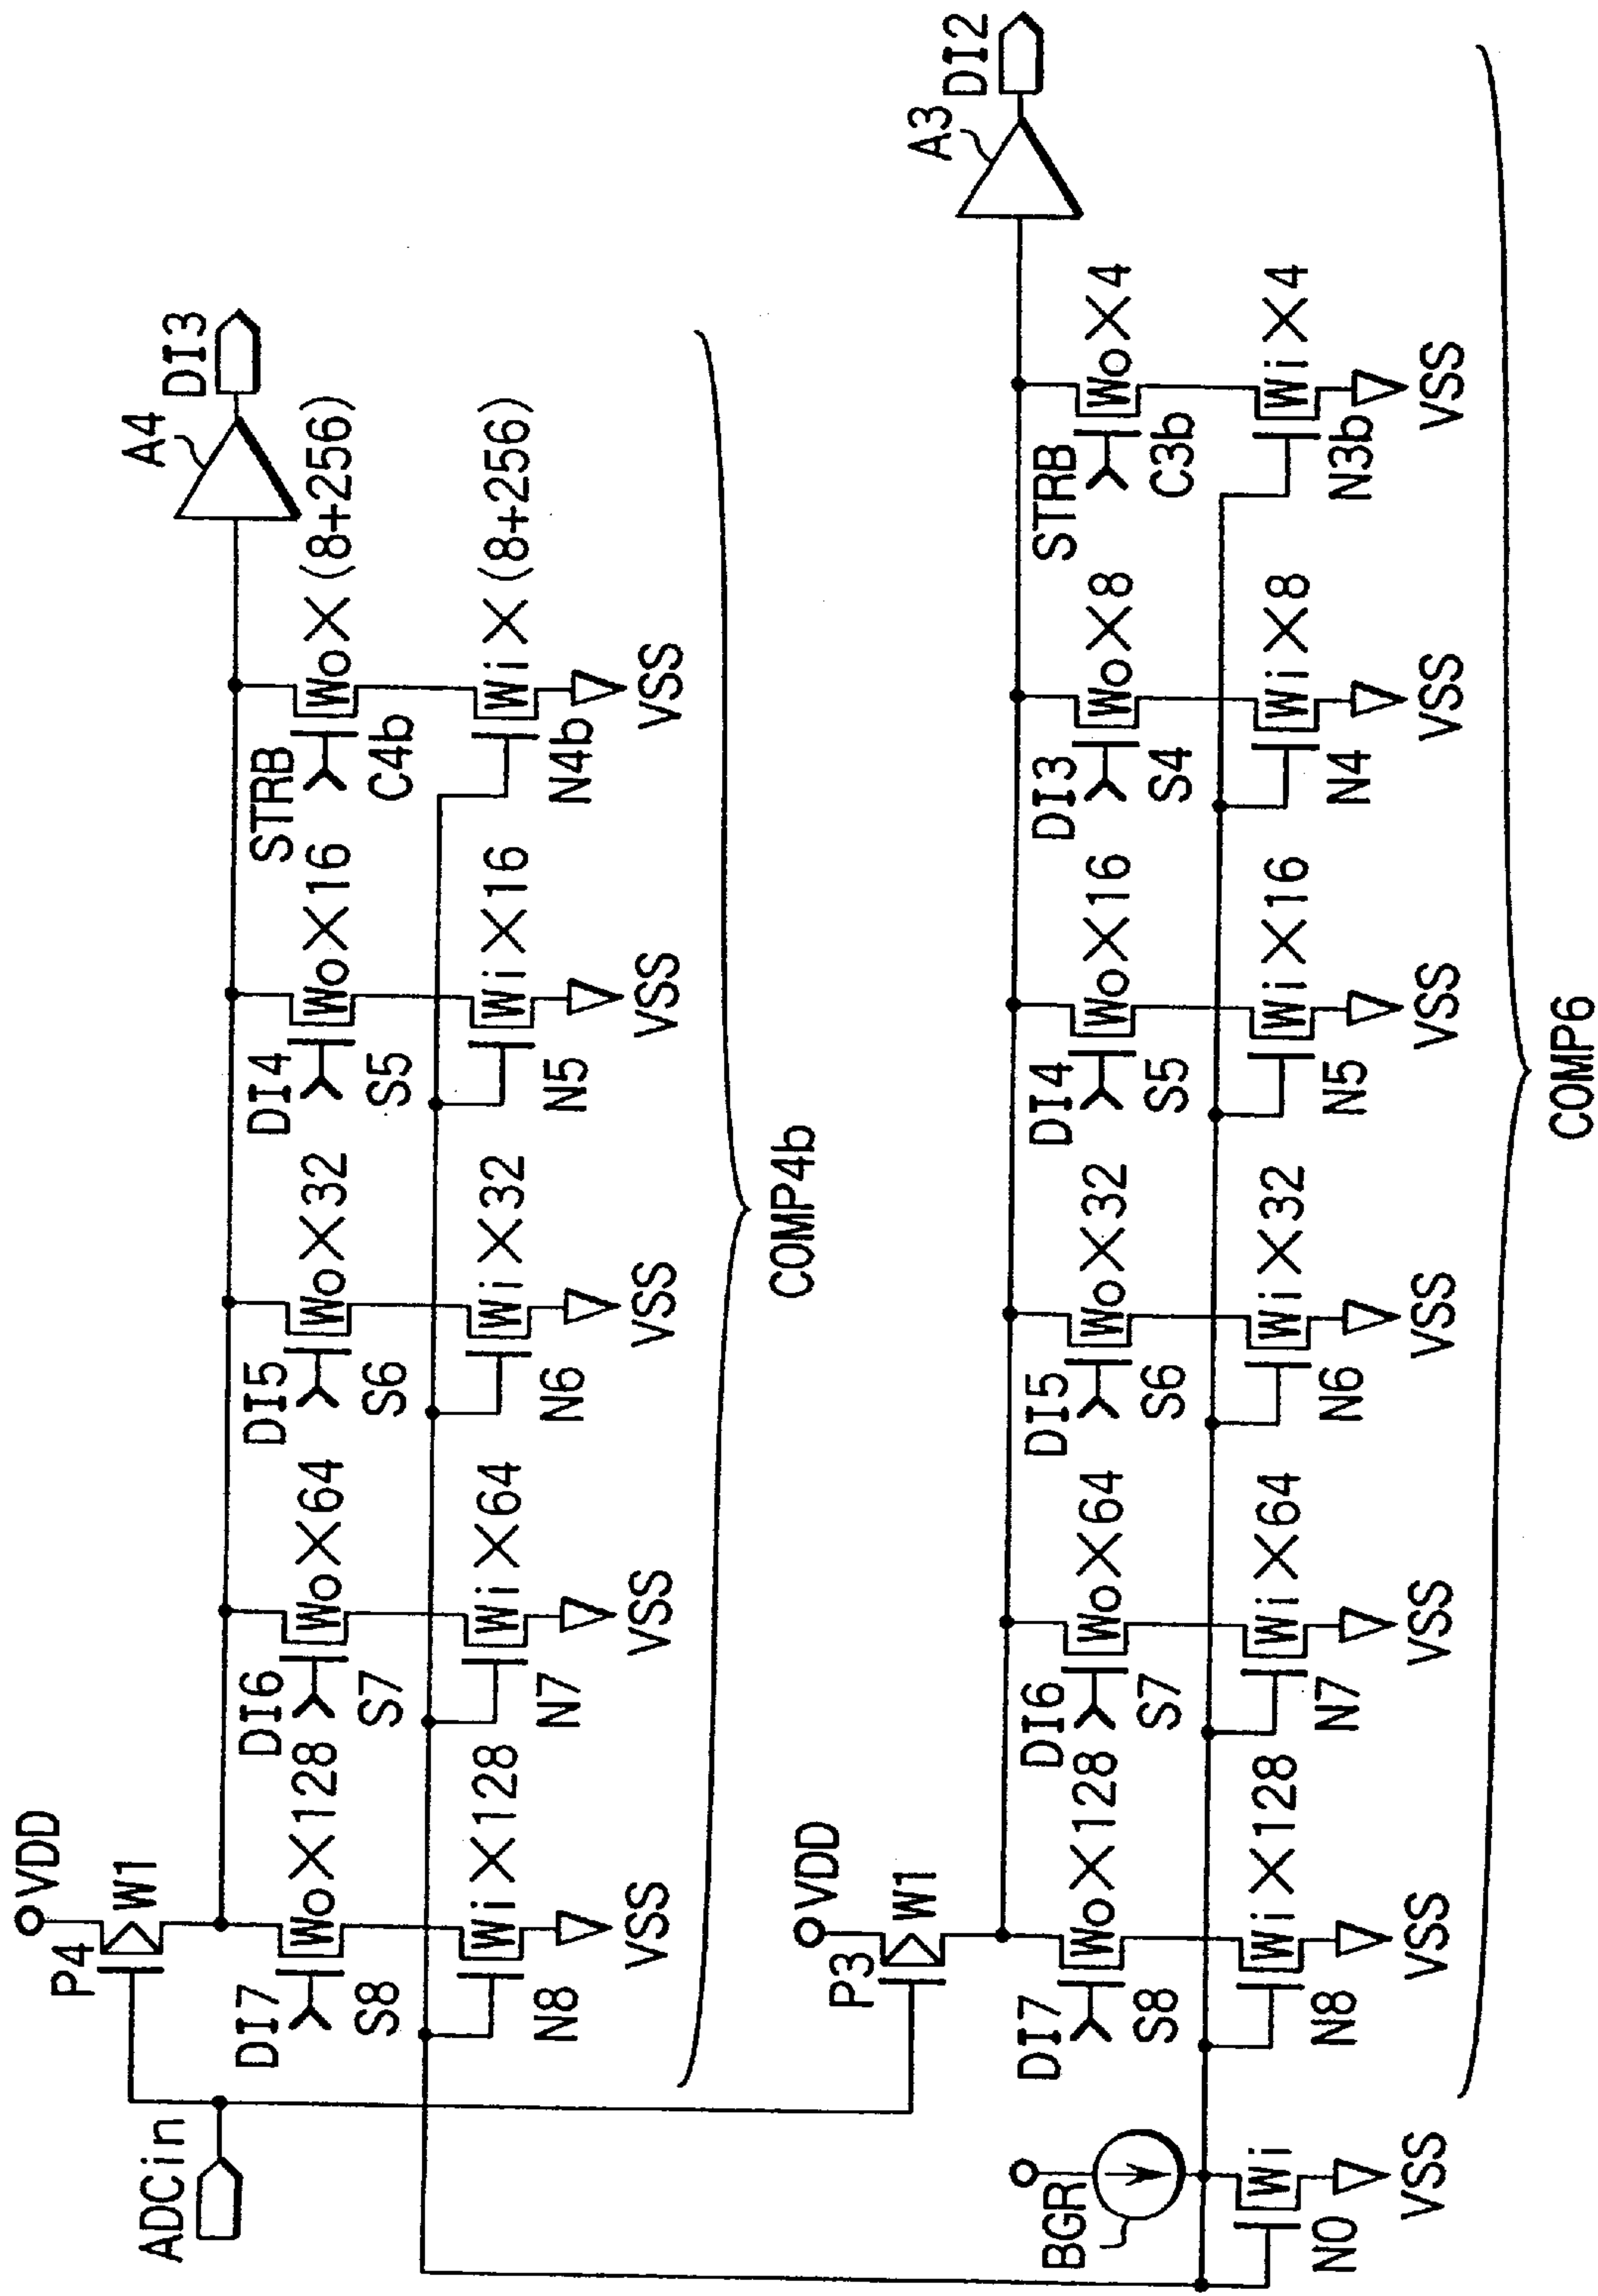 ADCin
P4
VDD
W1
DI7
Wo×128
S8
Wi×128
N8
VSS
DI6
Wo×64
S7
Wi×64
N7
VSS
DI5
Wo×32
S6
Wi×32
N6
VSS
DI4
Wo×16
S5
Wi×16
N5
VSS
STRB
Wo×(8+256)
C4b
Wi×(8+256)
N4b
VSS
A4
DI3
COMP4b
BGR
Wi
N0
VSS
P3
VDD
W1
DI7
Wo×128
S8
Wi×128
N8
VSS
DI6
Wo×64
S7
Wi×64
N7
VSS
DI5
Wo×32
S6
Wi×32
N6
VSS
DI4
Wo×16
S5
Wi×16
N5
VSS
DI3
Wo×8
S4
Wi×8
N4
VSS
STRB
Wo×4
C3b
Wi×4
N3b
VSS
A3
DI2
COMP6